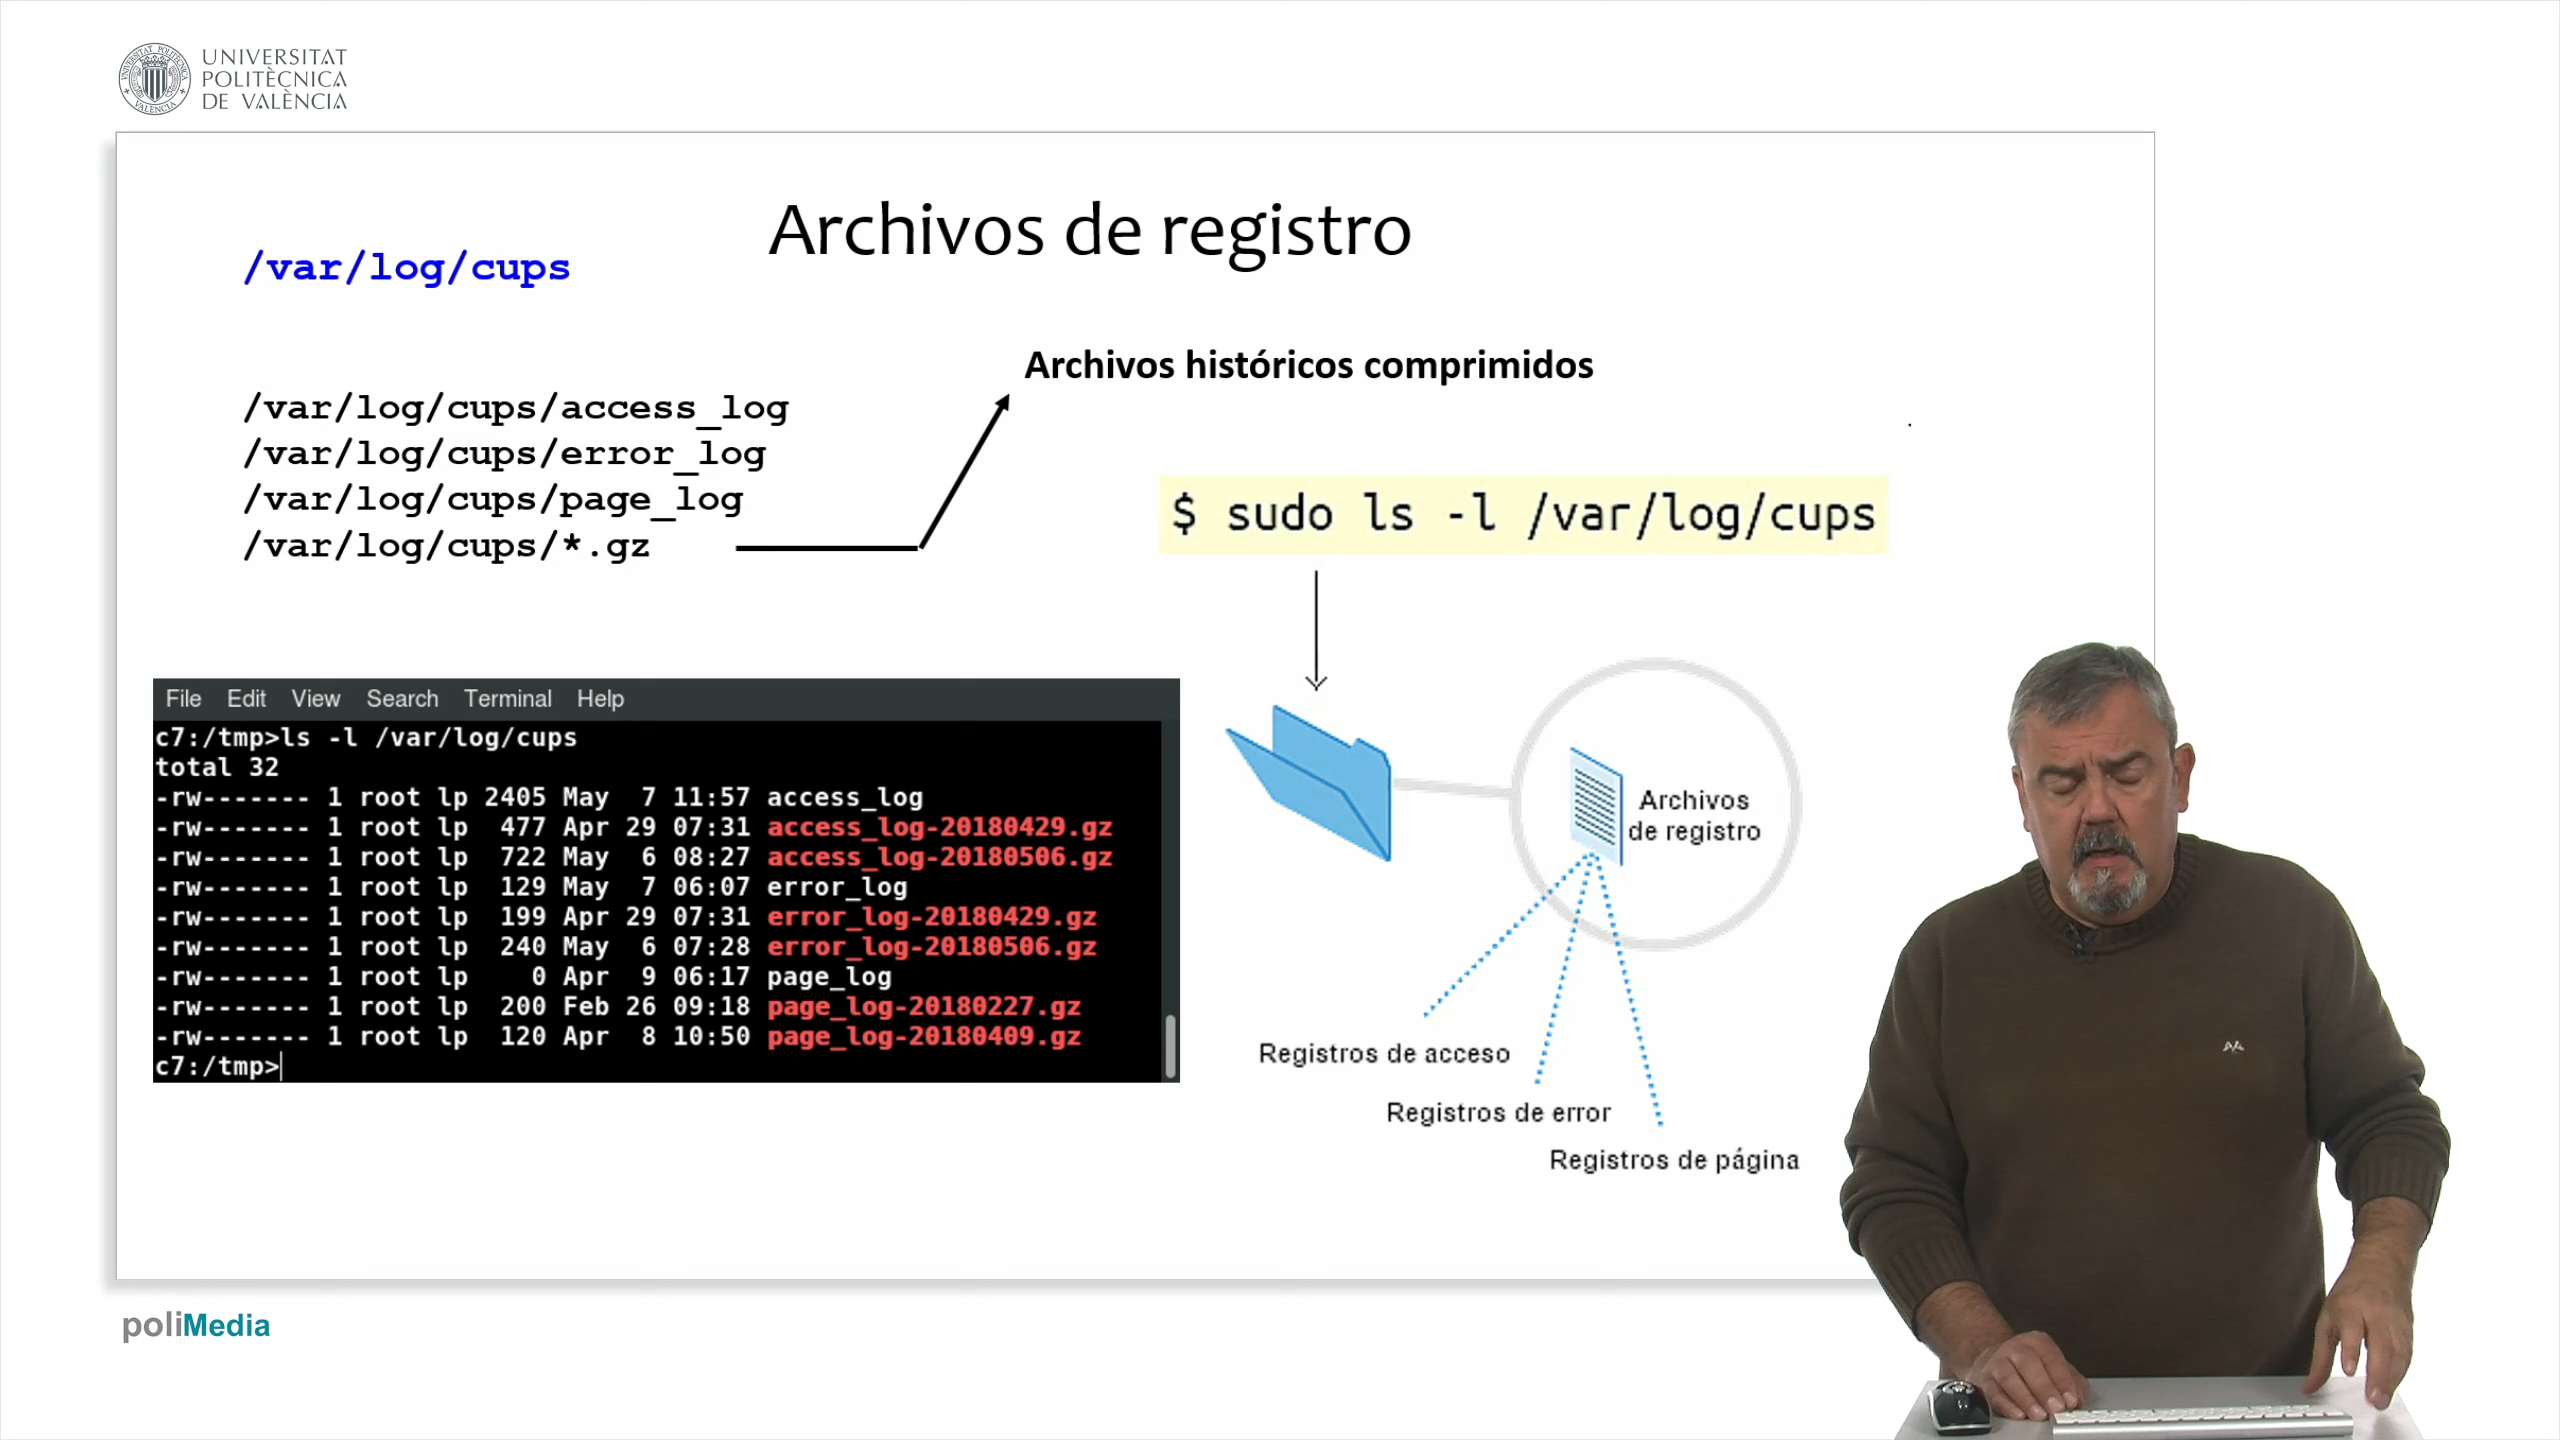 UNIVERSITAT
POLITÈCNICA
DE VALÈNCIA
Archivos de registro
/var/log/cups
Archivos históricos comprimidos
/var/log/cups/access_log
/var/log/cups/error_log
/var/log/cups/page_log
/var/log/cups/*.gz
$ sudo ls -l /var/log/cups
File Edit View Search Terminal Help
c7:/tmp>ls -l /var/log/cups
total 32
-rw------- 1 root lp 2405 May  7 11:57 access_log
-rw------- 1 root lp  477 Apr 29 07:31 access_log-20180429.gz
-rw------- 1 root lp  722 May  6 08:27 access_log-20180506.gz
-rw------- 1 root lp  129 May  7 06:07 error_log
-rw------- 1 root lp  199 Apr 29 07:31 error_log-20180429.gz
-rw------- 1 root lp  240 May  6 07:28 error_log-20180506.gz
-rw------- 1 root lp    0 Apr  9 06:17 page_log
-rw------- 1 root lp  200 Feb 26 09:18 page_log-20180227.gz
-rw------- 1 root lp  120 Apr  8 10:50 page_log-20180409.gz
c7:/tmp>
Archivos
de registro
Registros de acceso
Registros de error
Registros de página
poliMedia